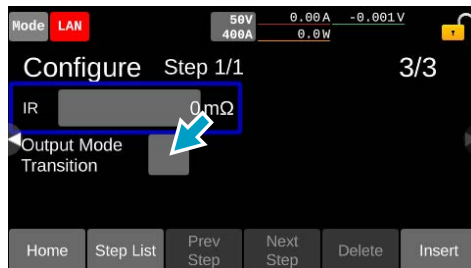 Mode LAN 50V 0.00A -0.001V
400A 0.0W
Configure Step 1/1 3/3
IR 0mΩ
Output Mode
Transition
Home Step List Prev Step Next Step Delete Insert